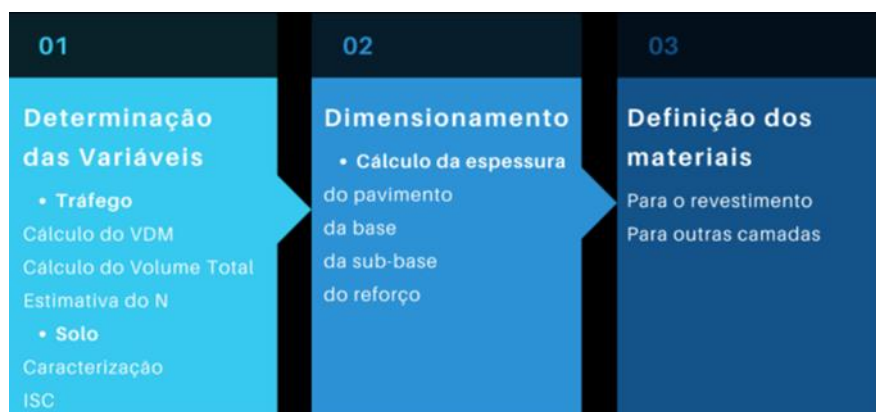 01
Determinação
das Variáveis
• Tráfego
Cálculo do VDM
Cálculo do Volume Total
Estimativa do N
• Solo
Caracterização
ISC
02
Dimensionamento
• Cálculo da espessura
do pavimento
da base
da sub-base
do reforço
03
Definição dos
materiais
Para o revestimento
Para outras camadas